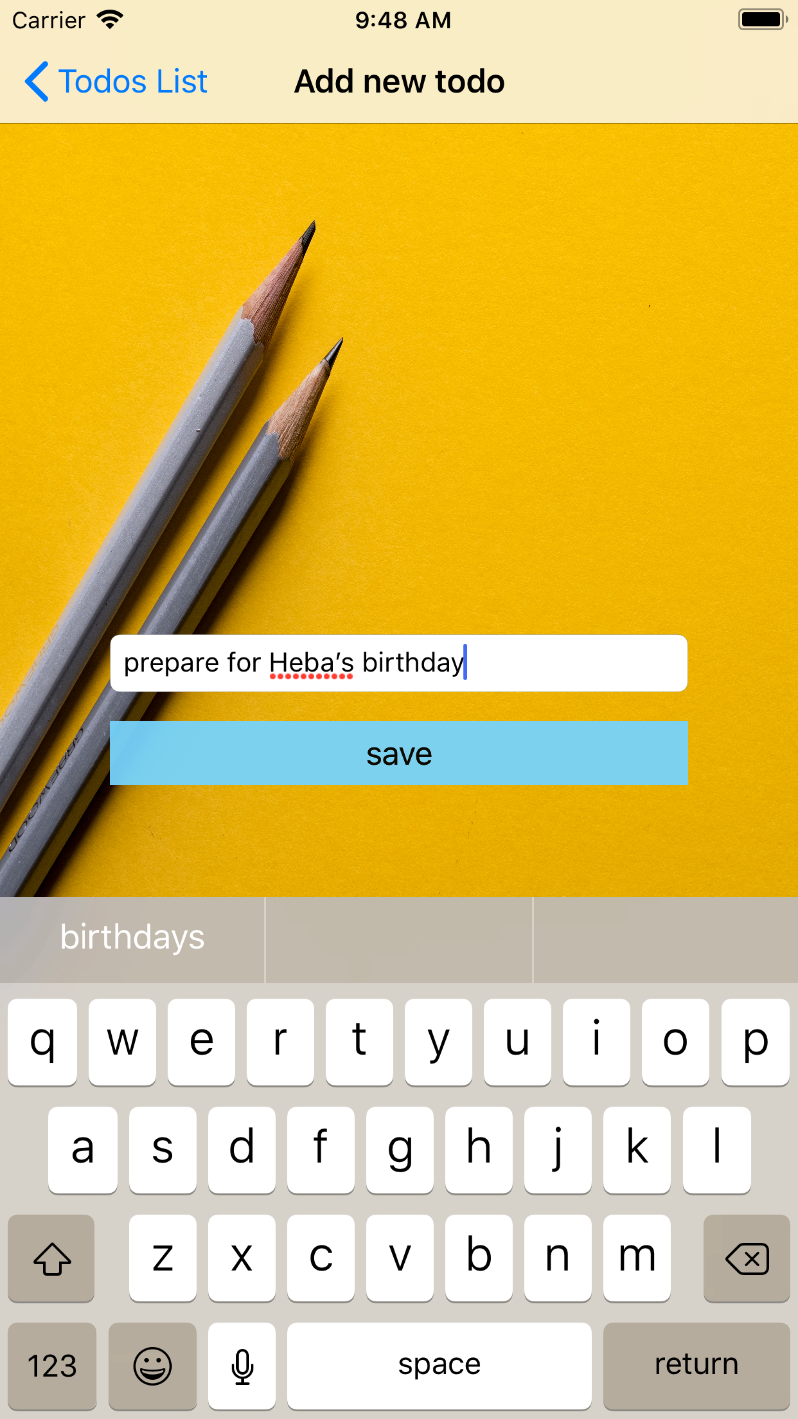 Carrier 9:48 AM
Todos List Add new todo
prepare for Heba’s birthday
save
birthdays
q w e r t y u i o p
a s d f g h j k l
z x c v b n m
123 space return